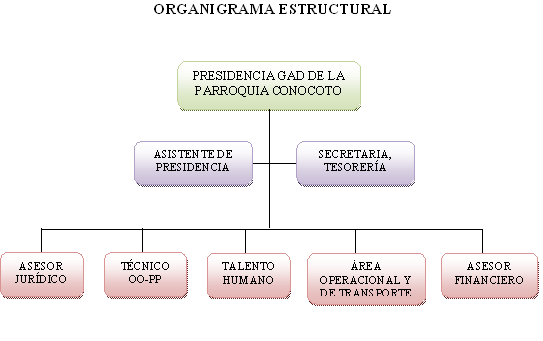 ORGANIGRAMA ESTRUCTURAL
PRESIDENCIA GAD DE LA
PARROQUIA CONOCOTO
ASISTENTE DE
PRESIDENCIA
SECRETARIA,
TESORERÍA
ASESOR
JURÍDICO
TÉCNICO
OO-PP
TALENTO
HUMANO
ÁREA
OPERACIONAL Y
DE TRANSPORTE
ASESOR
FINANCIERO